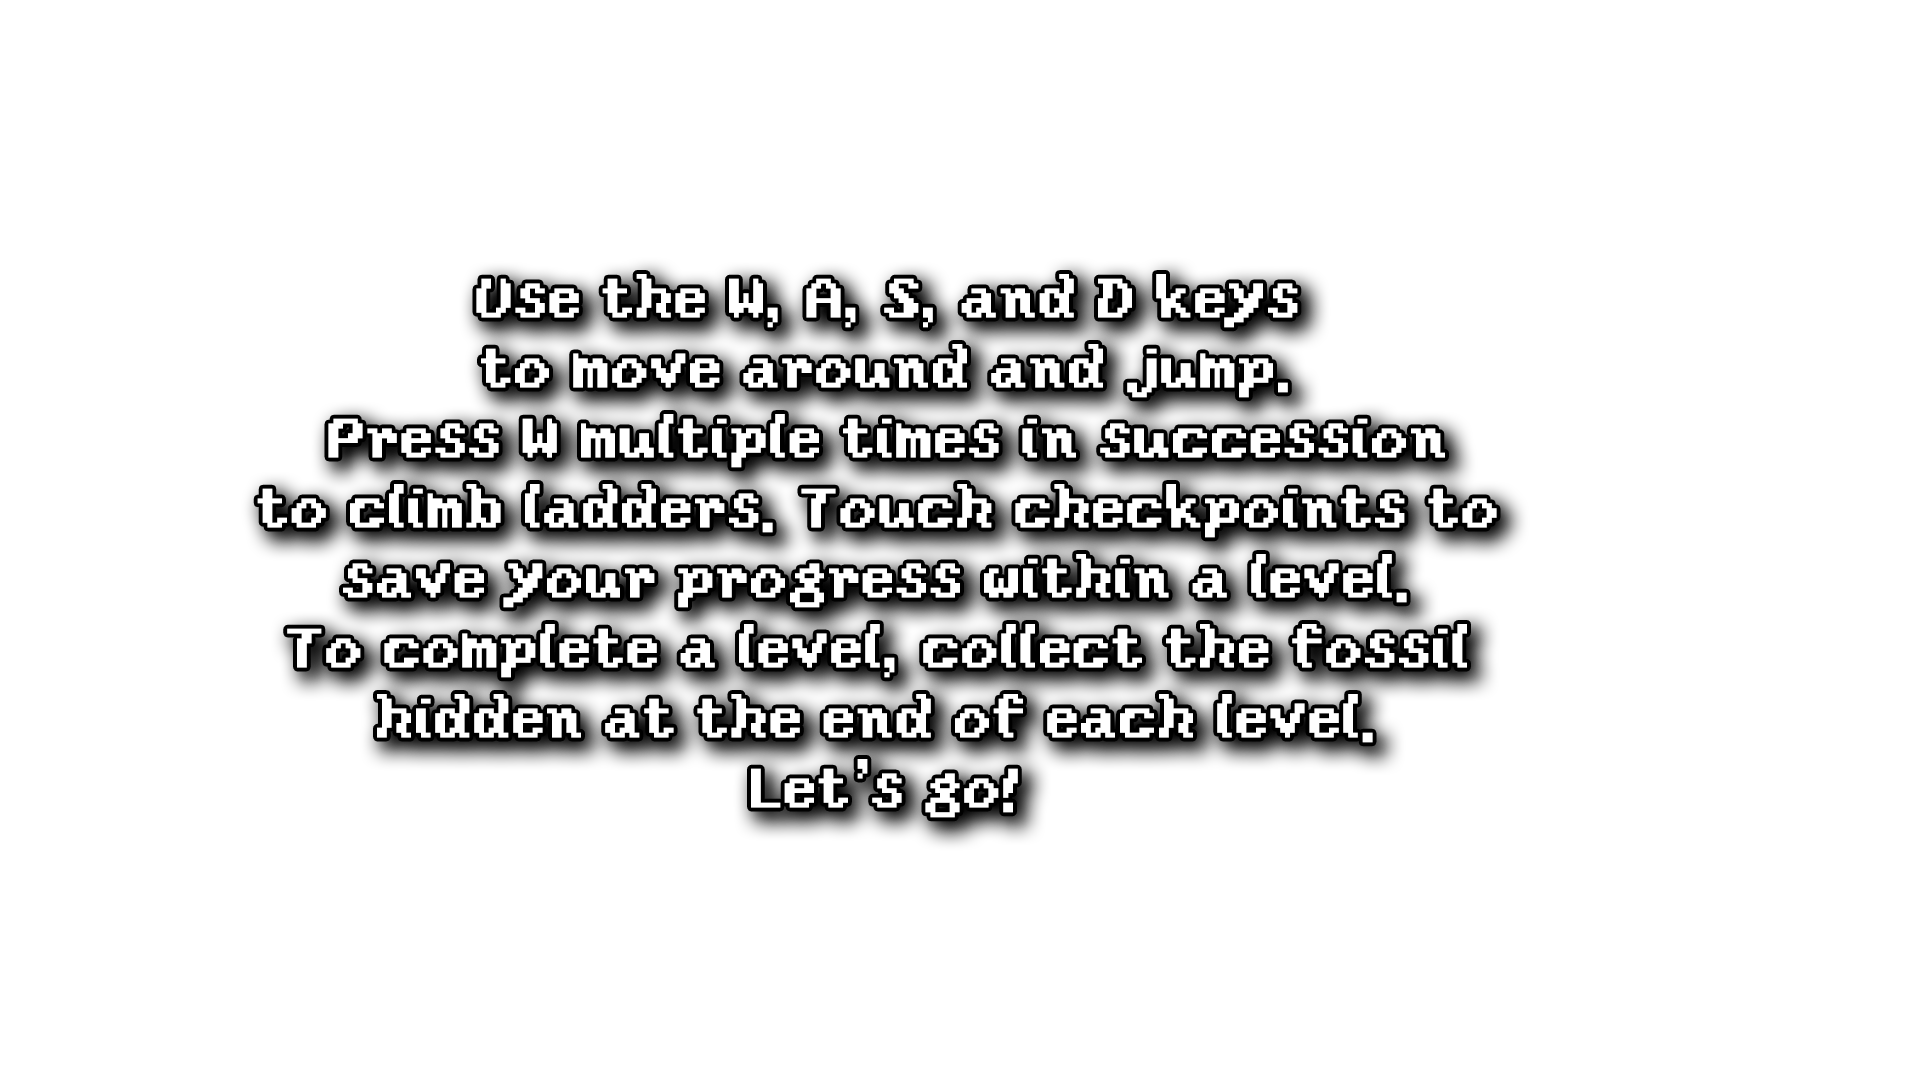 Use the W, A, S, and D keys
to move around and jump.
Press W multiple times in succession
to climb ladders. Touch checkpoints to
save your progress within a level.
To complete a level, collect the fossil
hidden at the end of each level.
Let's go!